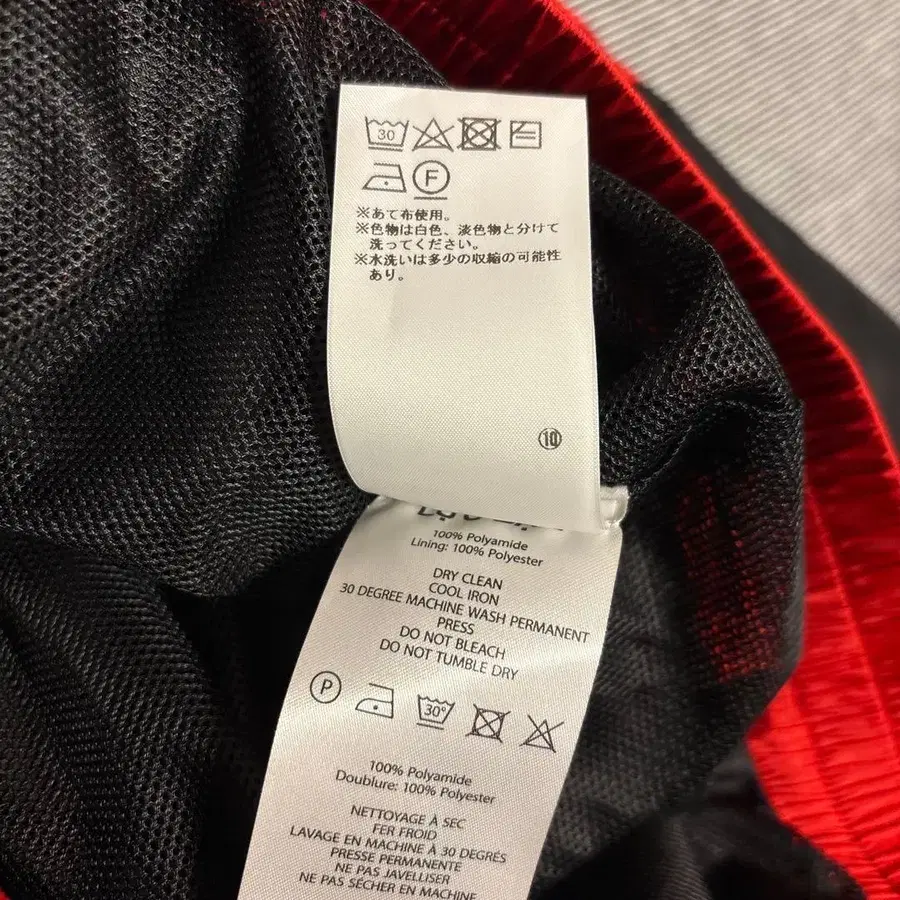 30
F
※あて布使用。
※色物は白色、淡色物と分けて
洗ってください。
※水洗いは多少の収縮の可能性
あり。
⑩
100% Polyamide
Lining: 100% Polyester
DRY CLEAN
COOL IRON
30 DEGREE MACHINE WASH PERMANENT
PRESS
DO NOT BLEACH
DO NOT TUMBLE DRY
P
30°
100% Polyamide
Doublure: 100% Polyester
NETTOYAGE À SEC
FER FROID
LAVAGE EN MACHINE À 30 DEGRÉS
PRESSE PERMANENTE
NE PAS JAVELLISER
NE PAS SÉCHER EN MACHINE